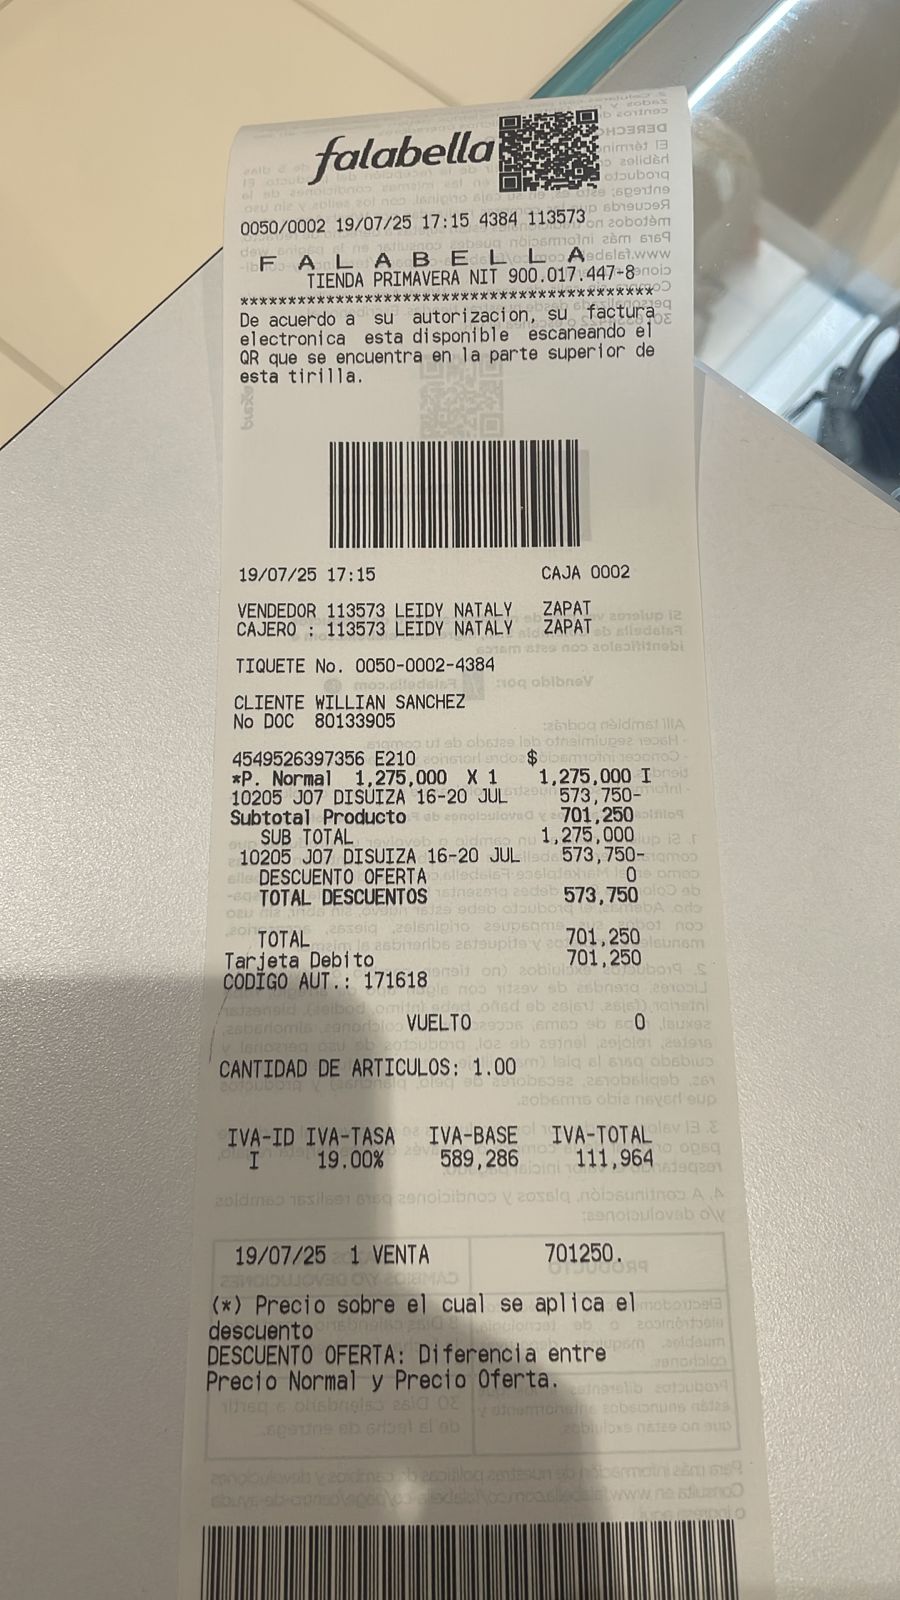 falabella
0050/0002 19/07/25 17:15 4384 113573
F A L A B E L L A
TIENDA PRIMAVERA NIT 900.017.447-8
********************************************
De acuerdo a su autorizacion, su factura
electronica esta disponible escaneando el
QR que se encuentra en la parte superior de
esta tirilla.
19/07/25 17:15 CAJA 0002
VENDEDOR 113573 LEIDY NATALY ZAPAT
CAJERO : 113573 LEIDY NATALY ZAPAT
TIQUETE No. 0050-0002-4384
CLIENTE WILLIAN SANCHEZ
No DOC 80133905
4549526397356 E210 $
*P. Normal 1,275,000 X 1 1,275,000 I
10205 J07 DISUIZA 16-20 JUL 573,750-
Subtotal Producto 701,250
SUB TOTAL 1,275,000
10205 J07 DISUIZA 16-20 JUL 573,750-
DESCUENTO OFERTA 0
TOTAL DESCUENTOS 573,750
TOTAL 701,250
Tarjeta Debito 701,250
CODIGO AUT.: 171618
VUELTO 0
CANTIDAD DE ARTICULOS: 1.00
IVA-ID IVA-TASA IVA-BASE IVA-TOTAL
I 19.00% 589,286 111,964
19/07/25 1 VENTA 701250.
(*) Precio sobre el cual se aplica el
descuento
DESCUENTO OFERTA: Diferencia entre
Precio Normal y Precio Oferta.